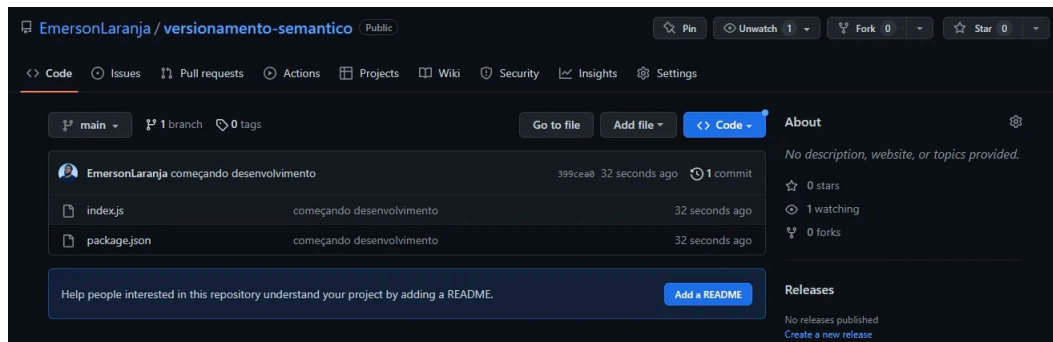 EmersonLaranja / versionamento-semantico Public
Pin Unwatch 1 Fork 0 Star 0
Code Issues Pull requests Actions Projects Wiki Security Insights Settings
main 1 branch 0 tags Go to file Add file Code
EmersonLaranja começando desenvolvimento 399cea0 32 seconds ago 1 commit
index.js começando desenvolvimento 32 seconds ago
package.json começando desenvolvimento 32 seconds ago
Help people interested in this repository understand your project by adding a README. Add a README
About
No description, website, or topics provided.
0 stars
1 watching
0 forks
Releases
No releases published
Create a new release